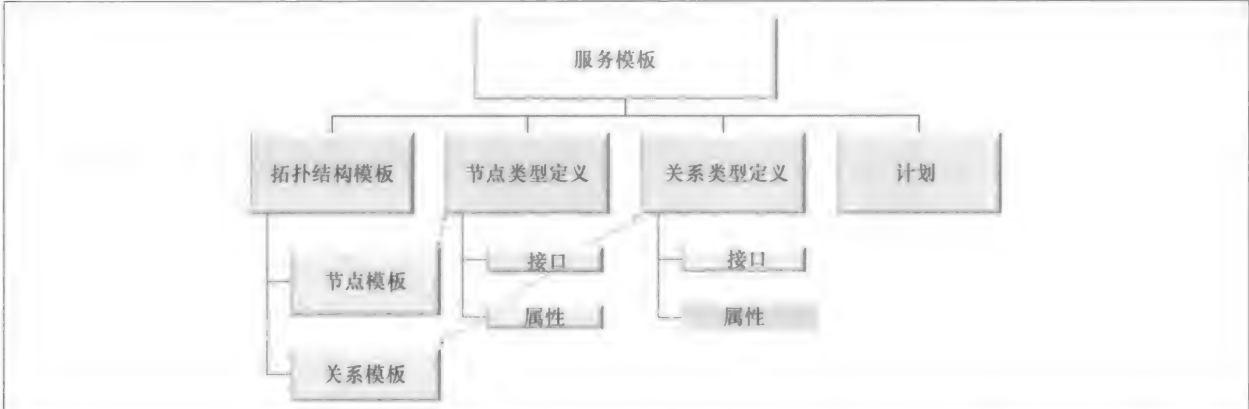 服务模板
拓扑结构模板
节点类型定义
关系类型定义
计划
节点模板
接口
接口
属性
属性
关系模板